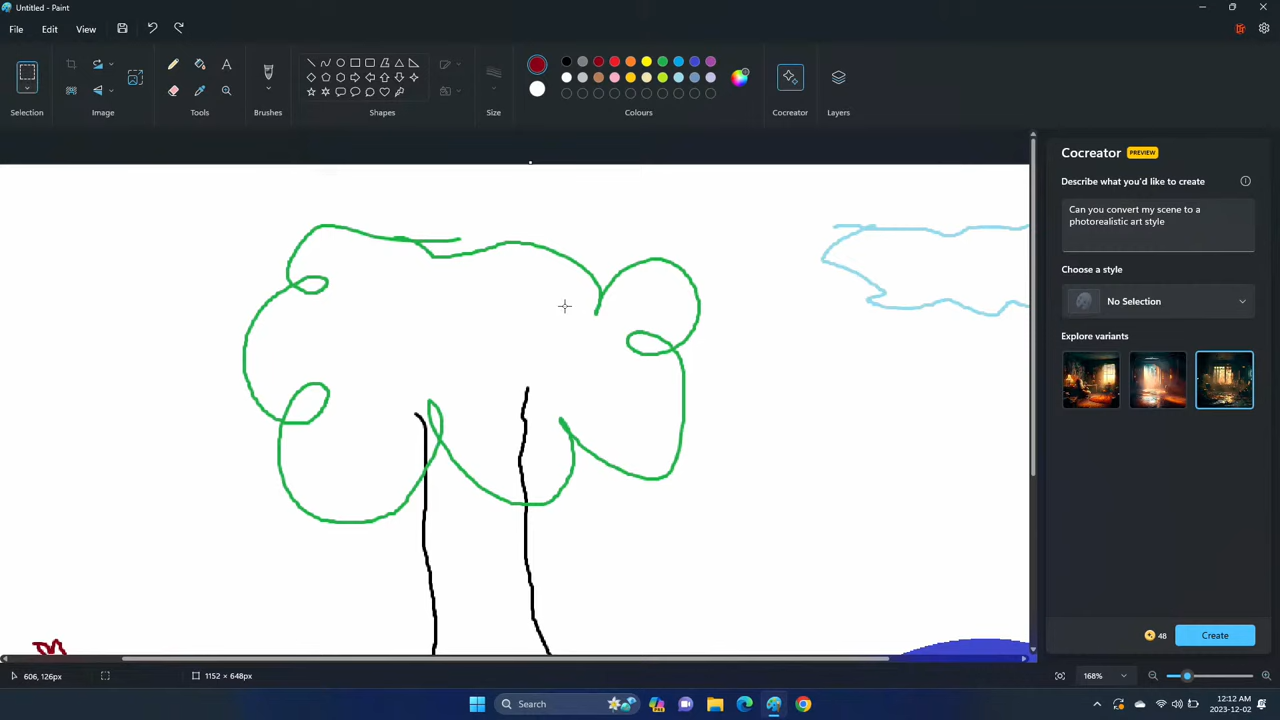 Untitled - Paint
File Edit View
Selection Image Tools Brushes Shapes Size Colours Cocreator Layers
Cocreator PREVIEW
Describe what you'd like to create
Can you convert my scene to a
photorealistic art style
Choose a style
No Selection
Explore variants
48 Create
606, 126px 1152 × 648px 168%
Search
12:12 AM
2023-12-02